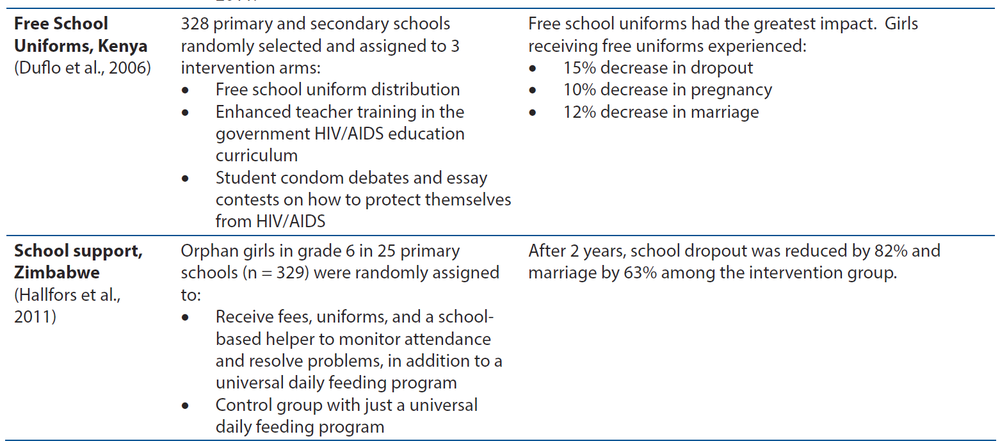 Free School
Uniforms, Kenya
(Duflo et al., 2006)
328 primary and secondary schools
randomly selected and assigned to 3
intervention arms:
• Free school uniform distribution
• Enhanced teacher training in the
government HIV/AIDS education
curriculum
• Student condom debates and essay
contests on how to protect themselves
from HIV/AIDS
Free school uniforms had the greatest impact.  Girls
receiving free uniforms experienced:
• 15% decrease in dropout
• 10% decrease in pregnancy
• 12% decrease in marriage
School support,
Zimbabwe
(Hallfors et al.,
2011)
Orphan girls in grade 6 in 25 primary
schools (n = 329) were randomly assigned
to:
• Receive fees, uniforms, and a school-
based helper to monitor attendance
and resolve problems, in addition to a
universal daily feeding program
• Control group with just a universal
daily feeding program
After 2 years, school dropout was reduced by 82% and
marriage by 63% among the intervention group.